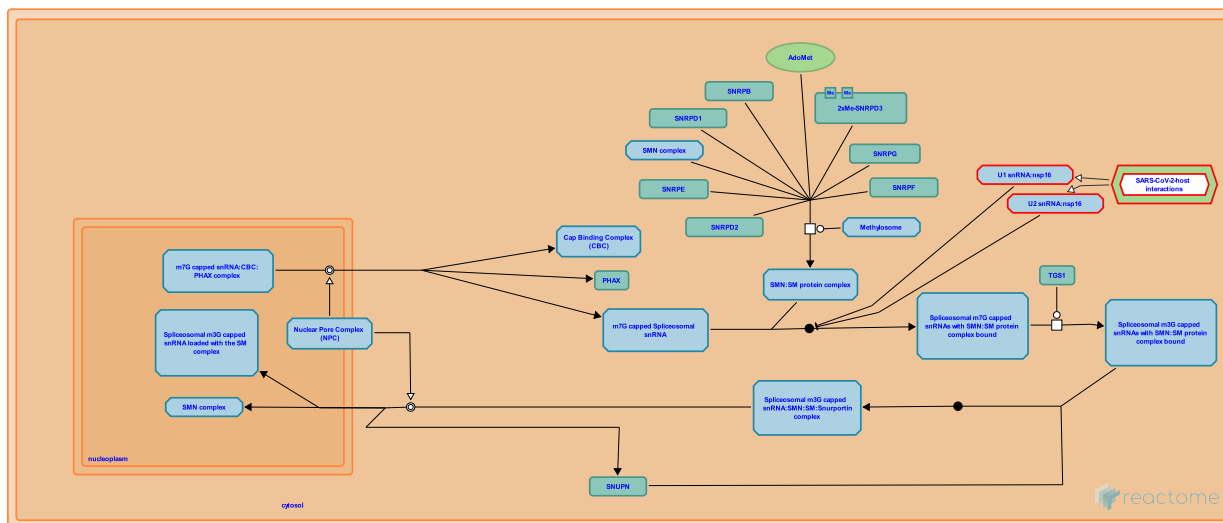 AdoMet
SNRPB
Me
Me
2xMe-SNRPD3
SNRPD1
SMN complex
SNRPG
SNRPE
SNRPF
SNRPD2
Methylosome
U1 snRNA:nsp16
U2 snRNA:nsp16
SARS-CoV-2-host
interactions
Cap Binding Complex
(CBC)
m7G capped snRNA:CBC:
PHAX complex
PHAX
SMN:SM protein complex
TGS1
Spliceosomal m3G capped
snRNA loaded with the SM
complex
Nuclear Pore Complex
(NPC)
m7G capped Spliceosomal
snRNA
Spliceosomal m7G capped
snRNAs with SMN:SM protein
complex bound
Spliceosomal m3G capped
snRNAs with SMN:SM protein
complex bound
SMN complex
Spliceosomal m3G capped
snRNA:SMN:SM:Snurportin
complex
nucleoplasm
SNUPN
cytosol
reactome